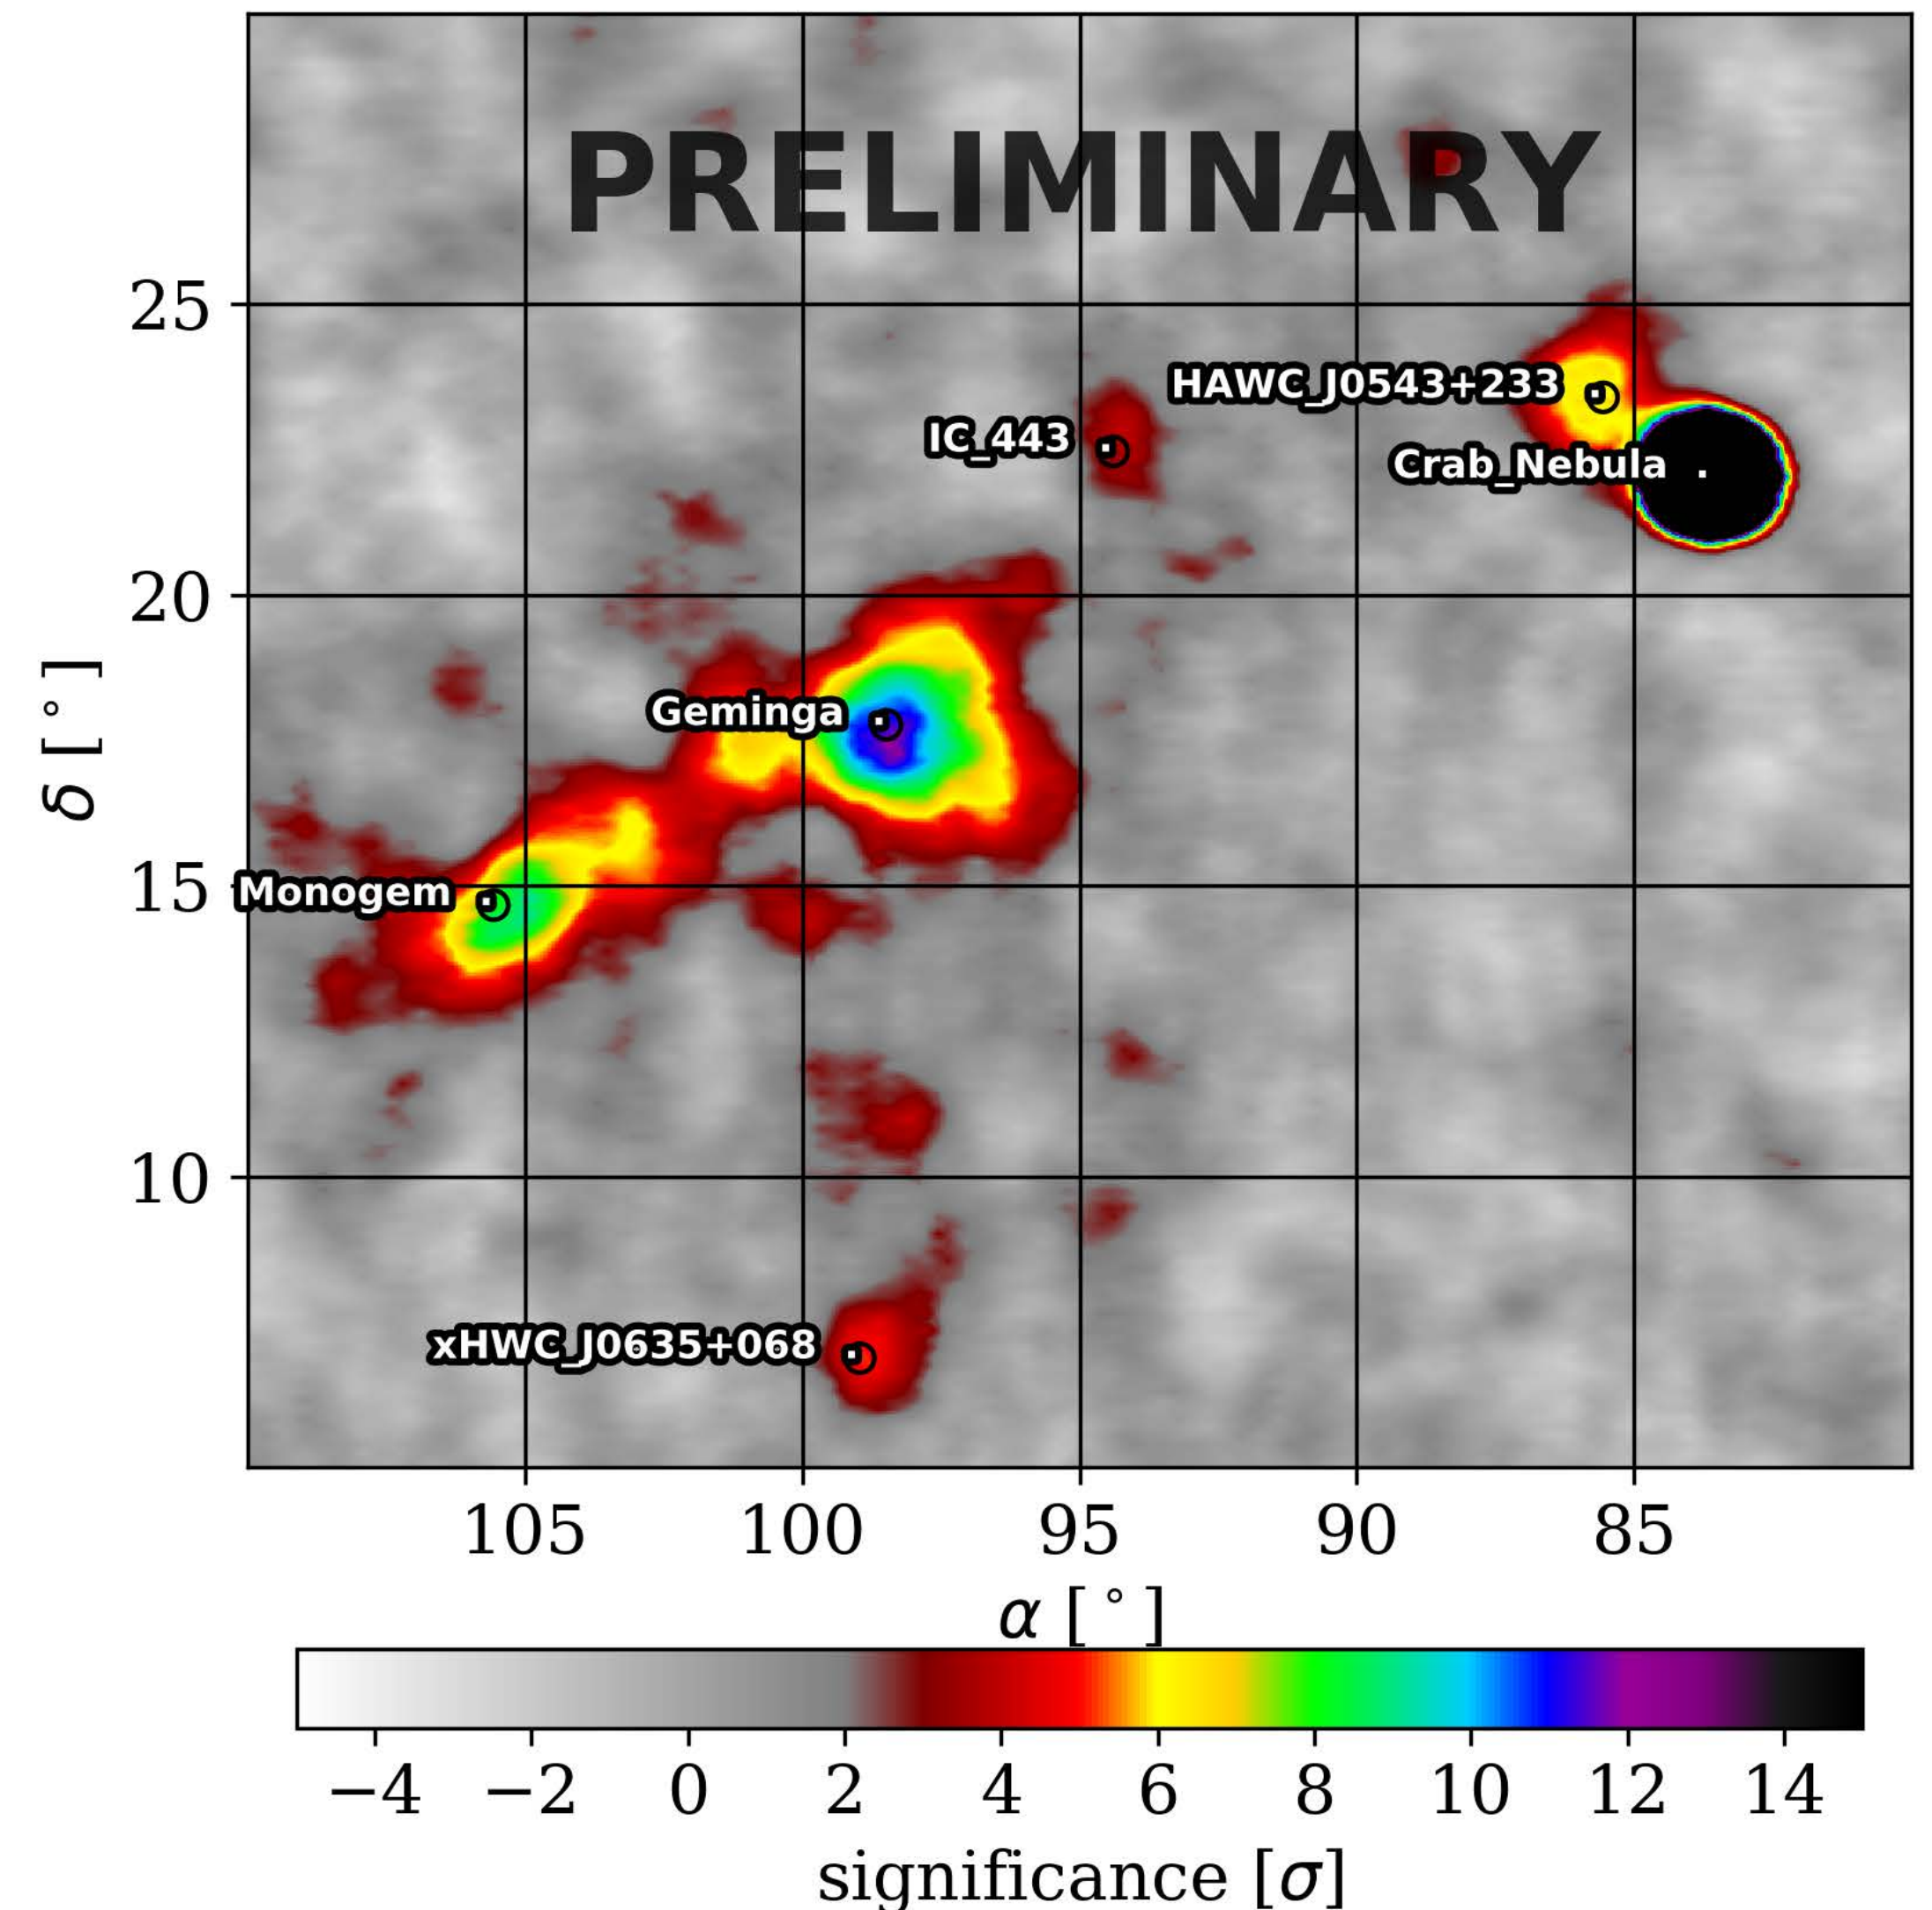 PRELIMINARY
25
HAWC_J0543+233
IC_443
Crab_Nebula
20
Geminga
δ [°]
15
Monogem
10
xHWC_J0635+068
105 100 95 90 85
α [°]
−4 −2 0 2 4 6 8 10 12 14
significance [σ]